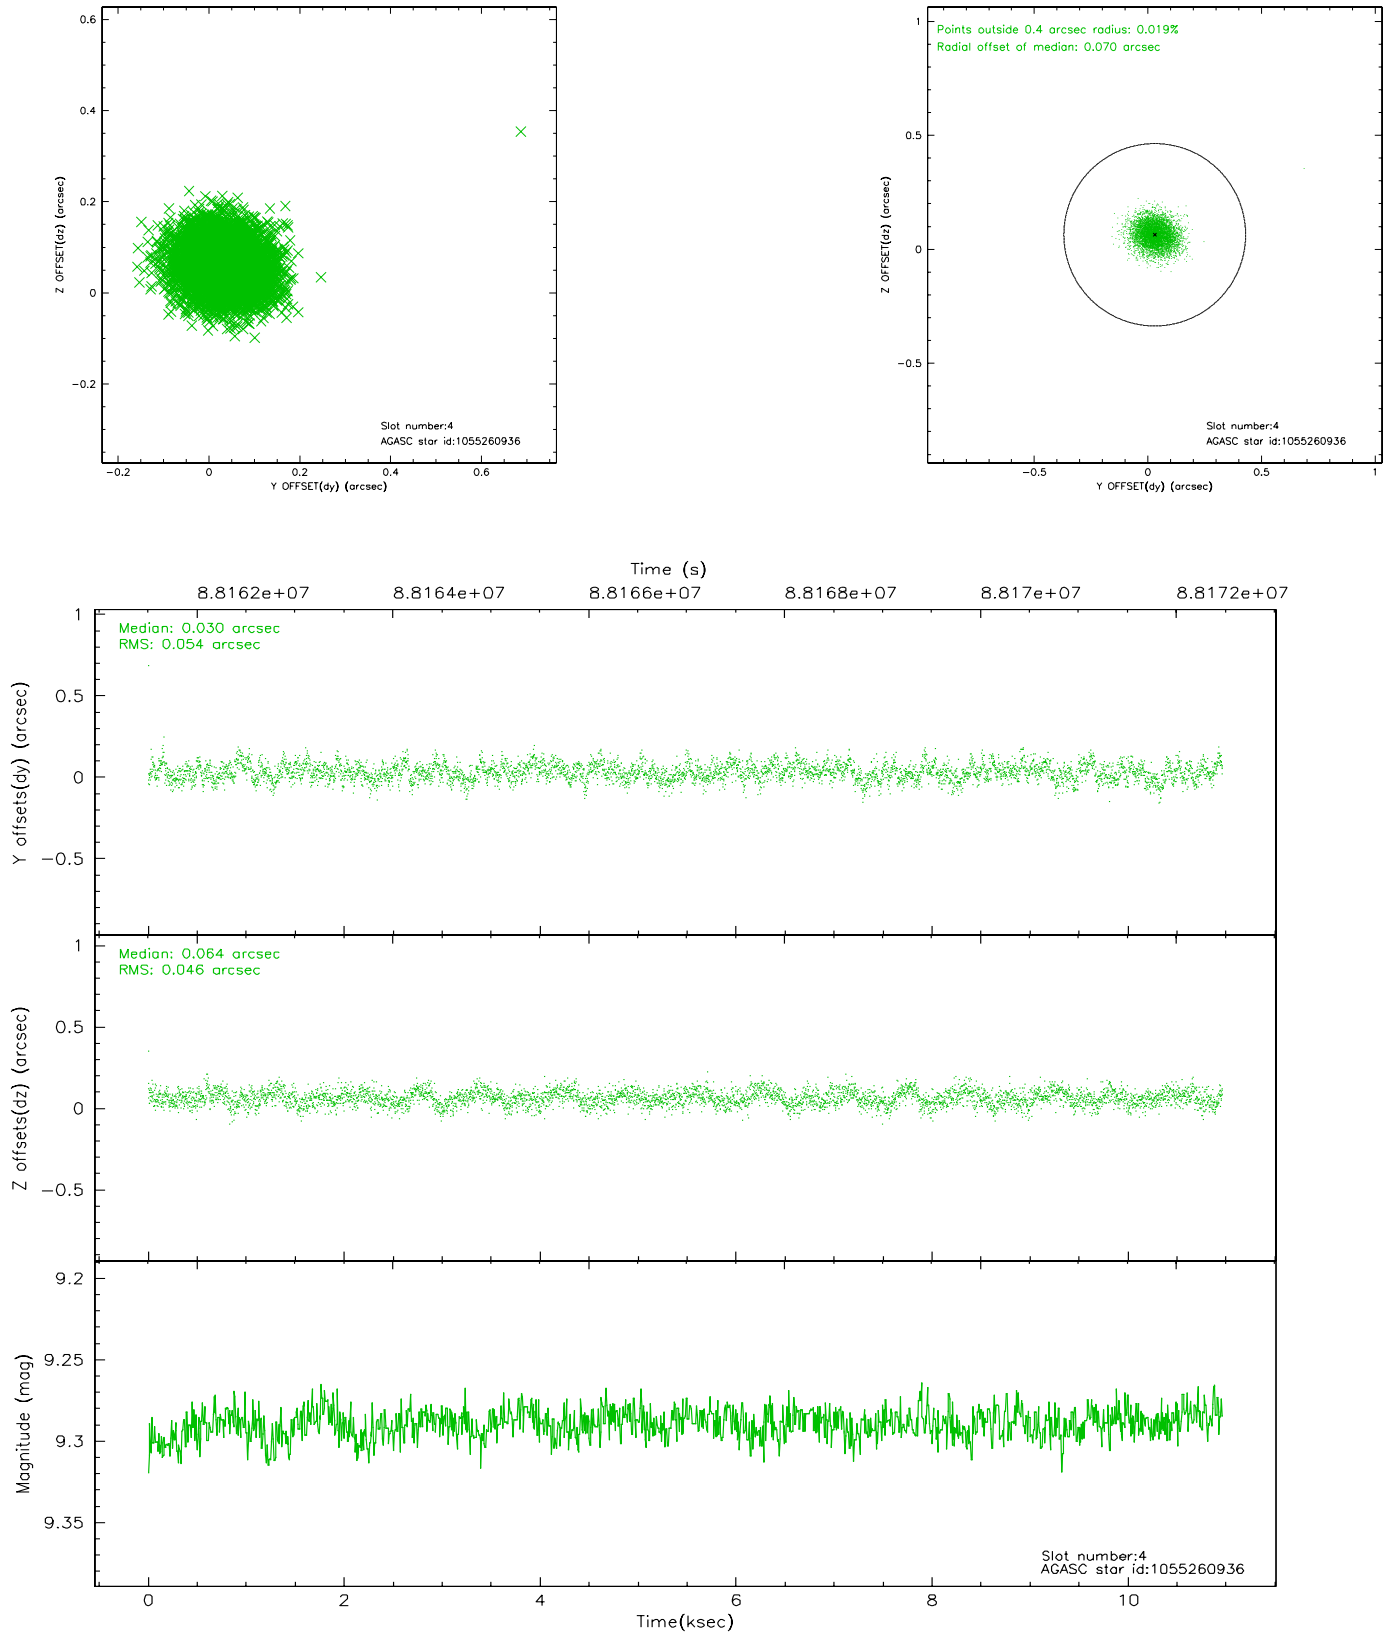 0.6
0.4
0.2
0
−0.2
Z OFFSET(dz) (arcsec)
Slot number:4
AGASC star id:1055260936
−0.2 0 0.2 0.4 0.6
Y OFFSET(dy) (arcsec)
Points outside 0.4 arcsec radius: 0.019%
Radial offset of median: 0.070 arcsec
1
0.5
0
−0.5
Z OFFSET(dz) (arcsec)
Slot number:4
AGASC star id:1055260936
−0.5 0 0.5 1
Y OFFSET(dy) (arcsec)
Time (s)
8.8162e+07 8.8164e+07 8.8166e+07 8.8168e+07 8.817e+07 8.8172e+07
Median: 0.030 arcsec
RMS: 0.054 arcsec
1
0.5
0
−0.5
Y offsets(dy) (arcsec)
Median: 0.064 arcsec
RMS: 0.046 arcsec
1
0.5
0
−0.5
Z offsets(dz) (arcsec)
9.2
9.25
9.3
9.35
Magnitude (mag)
Slot number:4
AGASC star id:1055260936
0 2 4 6 8 10
Time(ksec)